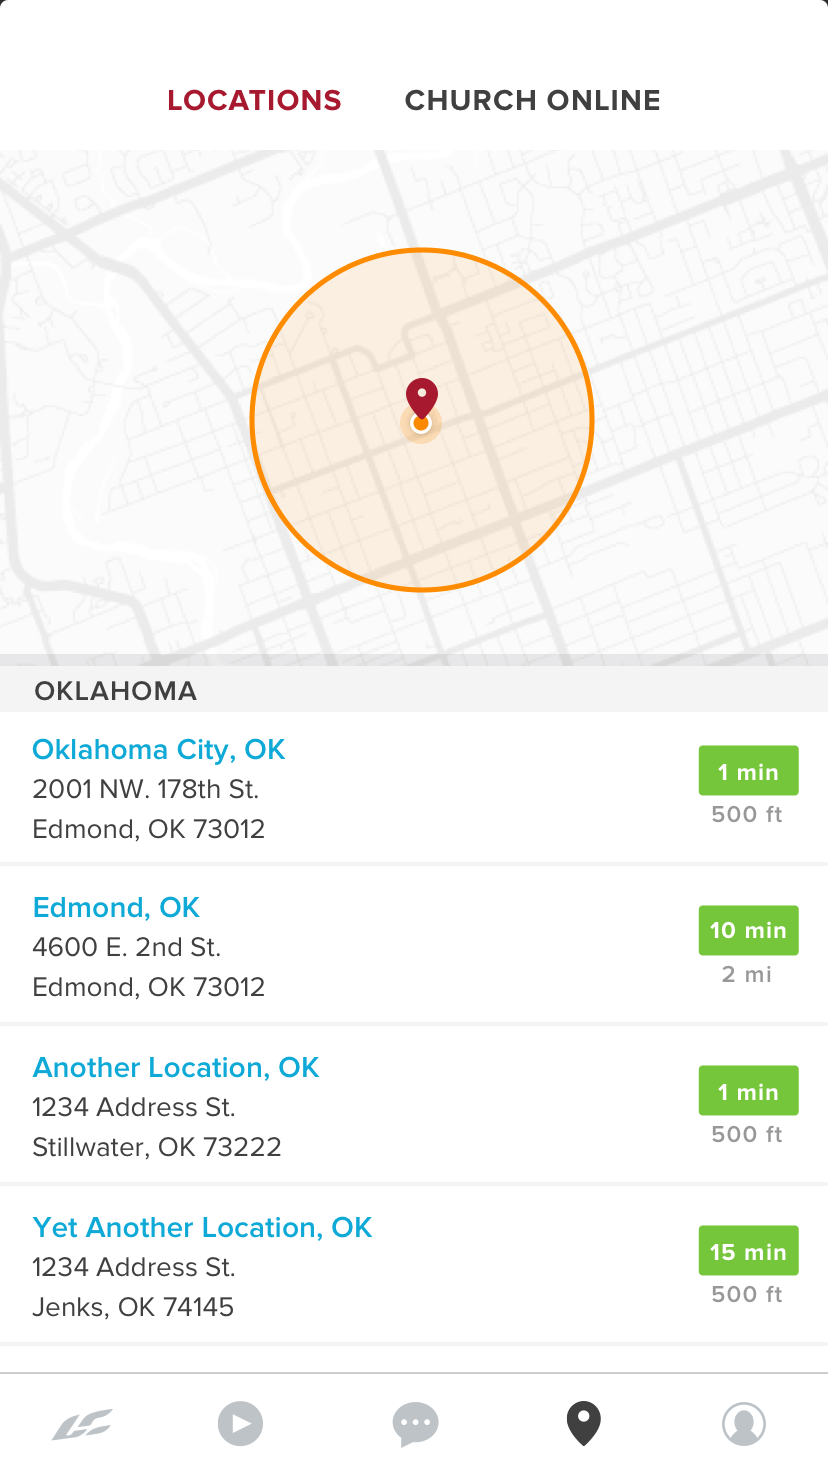 LOCATIONS CHURCH ONLINE
OKLAHOMA
Oklahoma City, OK
2001 NW. 178th St.
Edmond, OK 73012
1 min
500 ft
Edmond, OK
4600 E. 2nd St.
Edmond, OK 73012
10 min
2 mi
Another Location, OK
1234 Address St.
Stillwater, OK 73222
1 min
500 ft
Yet Another Location, OK
1234 Address St.
Jenks, OK 74145
15 min
500 ft